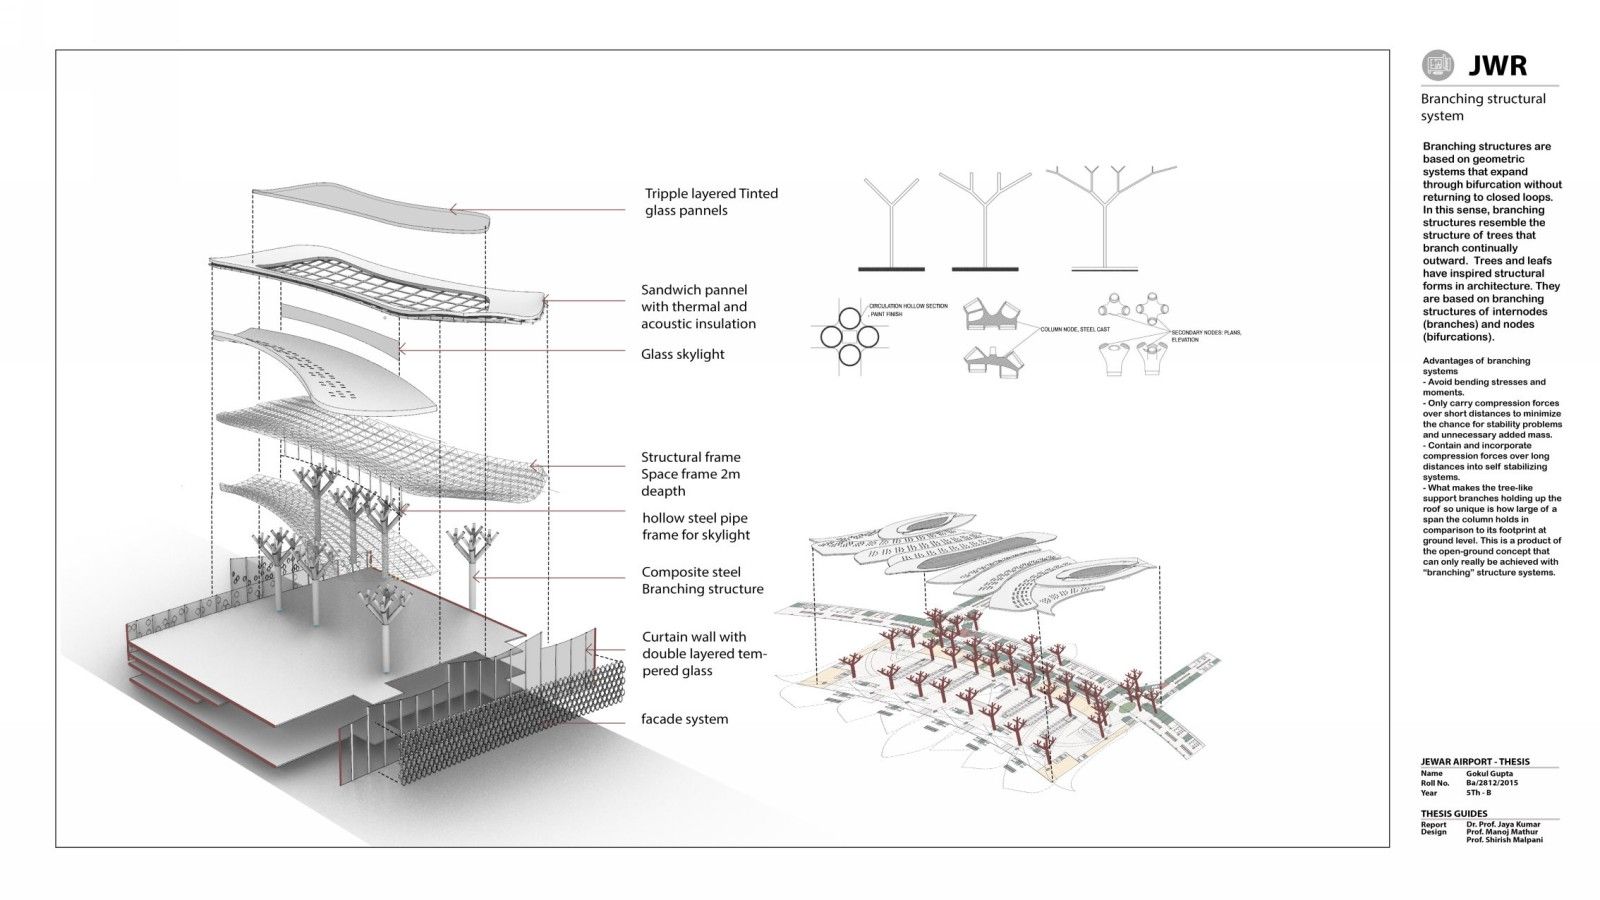 Tripple layered Tinted
glass pannels
Sandwich pannel
with thermal and
acoustic insulation
Glass skylight
Structural frame
Space frame 2m
deapth
hollow steel pipe
frame for skylight
Composite steel
Branching structure
Curtain wall with
double layered tem-
pered glass
facade system
CIRCULATION HOLLOW SECTION
, PAINT FINISH
COLUMN NODE, STEEL CAST
SECONDARY NODES: PLANS,
ELEVATION
JWR
Branching structural
system
Branching structures are
based on geometric
systems that expand
through bifurcation without
returning to closed loops.
In this sense, branching
structures resemble the
structure of trees that
branch continually
outward. Trees and leafs
have inspired structural
forms in architecture. They
are based on branching
structures of internodes
(branches) and nodes
(bifurcations).
Advantages of branching
systems
- Avoid bending stresses and
moments.
- Only carry compression forces
over short distances to minimize
the chance for stability problems
and unnecessary added mass.
- Contain and incorporate
compression forces over long
distances into self stabilizing
systems.
- What makes the tree-like
support branches holding up the
roof so unique is how large of a
span the column holds in
comparison to its footprint at
ground level. This is a product of
the open-ground concept that
can only really be achieved with
“branching” structure systems.
JEWAR AIRPORT - THESIS
Name Gokul Gupta
Roll No. Ba/2812/2015
Year 5Th - B
THESIS GUIDES
Report Dr. Prof. Jaya Kumar
Design Prof. Manoj Mathur
Prof. Shirish Malpani